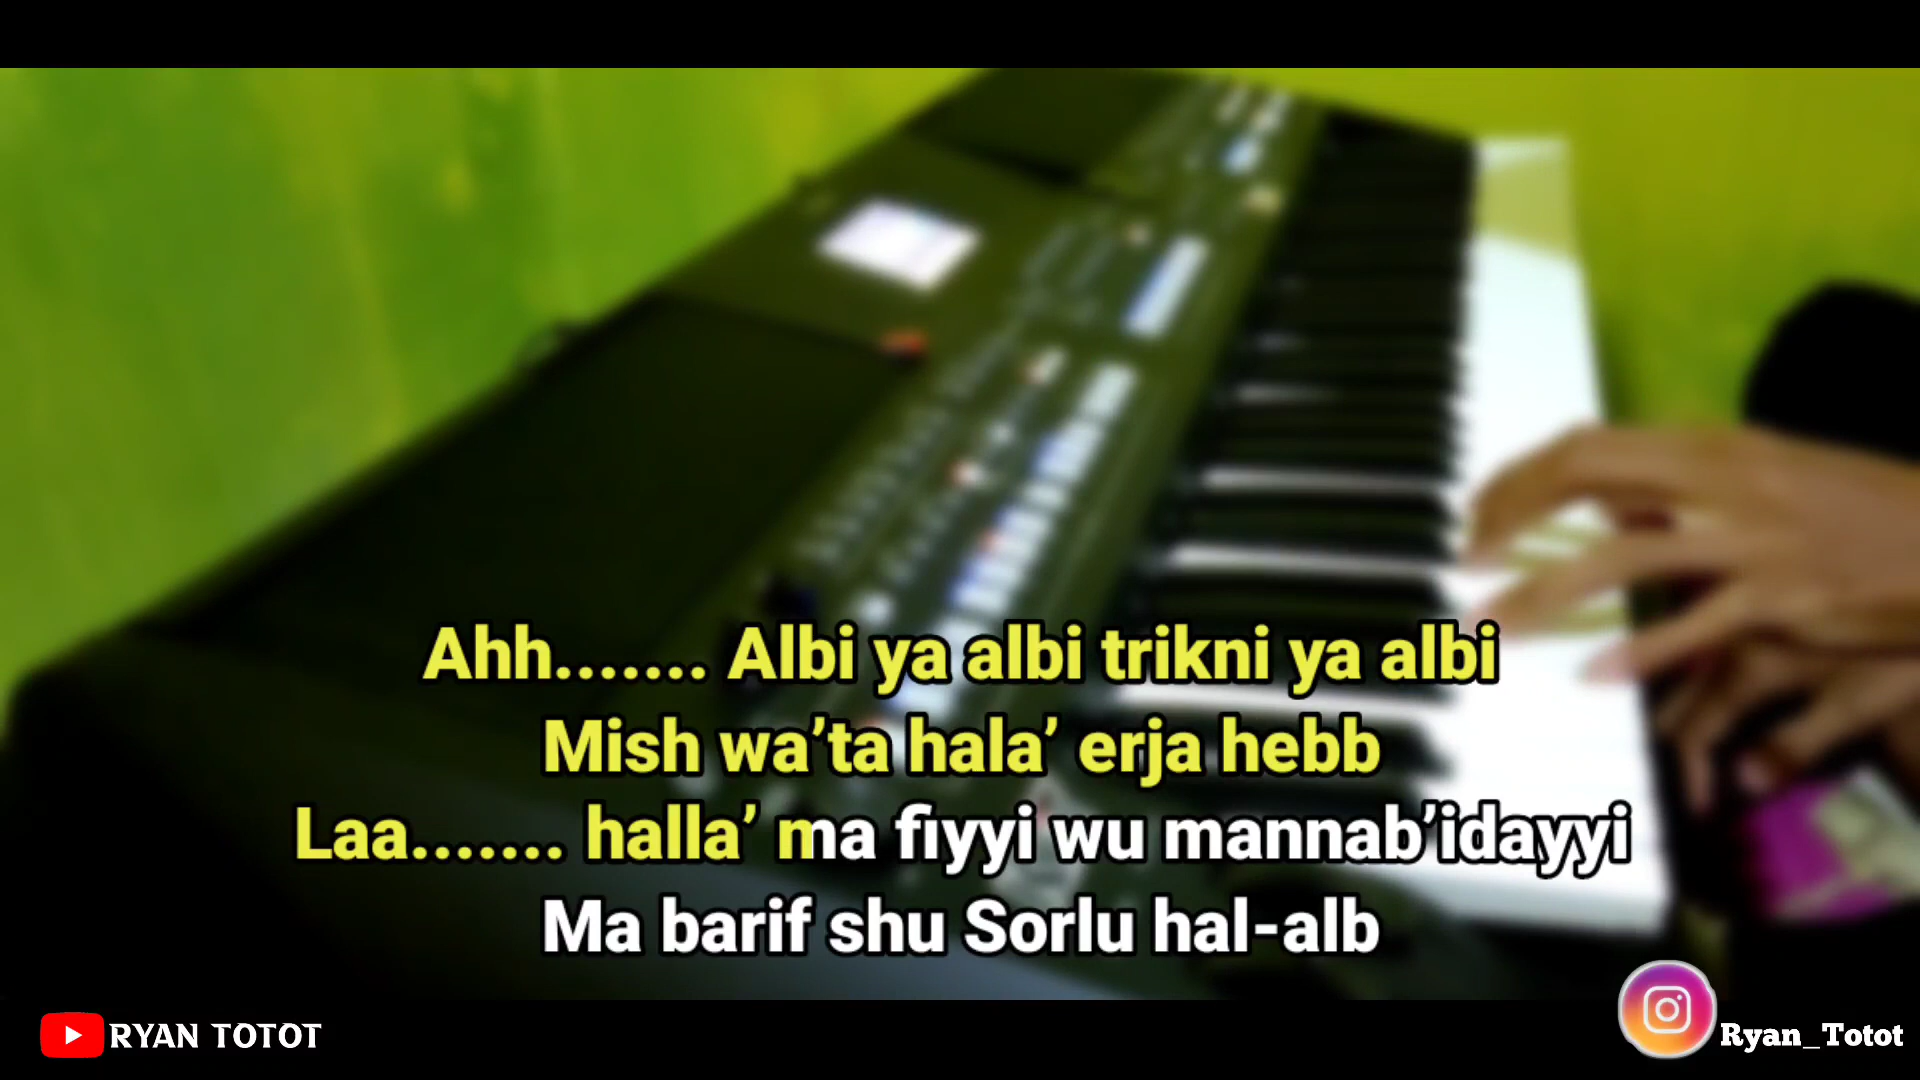 Ahh....... Albi ya albi trikni ya albi
Mish wa’ta hala’ erja hebb
Laa....... halla’ ma fiyyi wu mannab’idayyi
Ma barif shu Sorlu hal-alb
RYAN TOTOT
Ryan_Totot